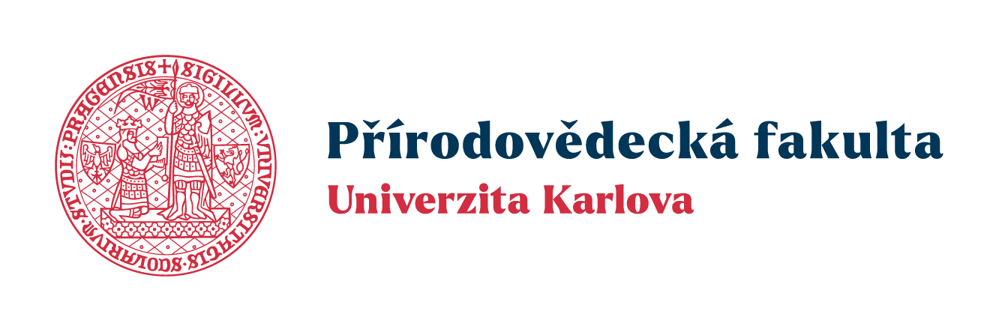 SIGILLVM : VNIVERSITATIS · SCOLARIVM · STVDII : PRAGENSIS +
W
Přírodovědecká fakulta
Univerzita Karlova